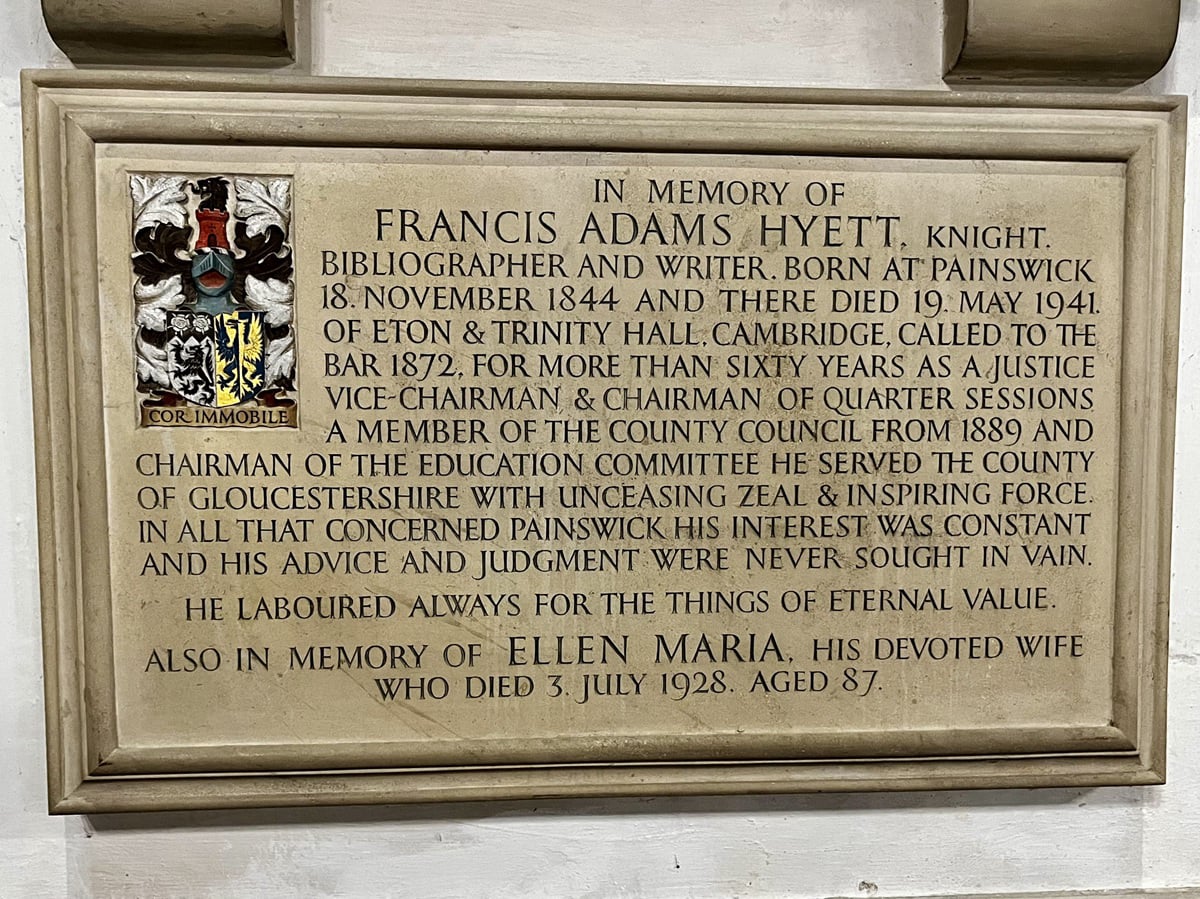 IN MEMORY OF
FRANCIS ADAMS HYETT, KNIGHT.
BIBLIOGRAPHER AND WRITER. BORN AT PAINSWICK
18. NOVEMBER 1844 AND THERE DIED 19. MAY 1941.
OF ETON & TRINITY HALL, CAMBRIDGE, CALLED TO THE
BAR 1872, FOR MORE THAN SIXTY YEARS AS A JUSTICE
VICE-CHAIRMAN & CHAIRMAN OF QUARTER SESSIONS
A MEMBER OF THE COUNTY COUNCIL FROM 1889 AND
CHAIRMAN OF THE EDUCATION COMMITTEE HE SERVED THE COUNTY
OF GLOUCESTERSHIRE WITH UNCEASING ZEAL & INSPIRING FORCE.
IN ALL THAT CONCERNED PAINSWICK HIS INTEREST WAS CONSTANT
AND HIS ADVICE AND JUDGMENT WERE NEVER SOUGHT IN VAIN.
HE LABOURED ALWAYS FOR THE THINGS OF ETERNAL VALUE.
ALSO IN MEMORY OF ELLEN MARIA, HIS DEVOTED WIFE
WHO DIED 3. JULY 1928. AGED 87.
COR IMMOBILE